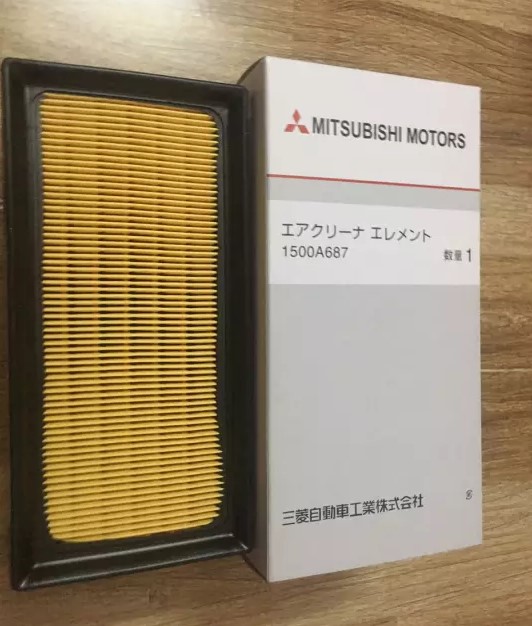 MITSUBISHI MOTORS
エアクリーナ エレメント
1500A687
数量 1
三菱自動車工業株式会社